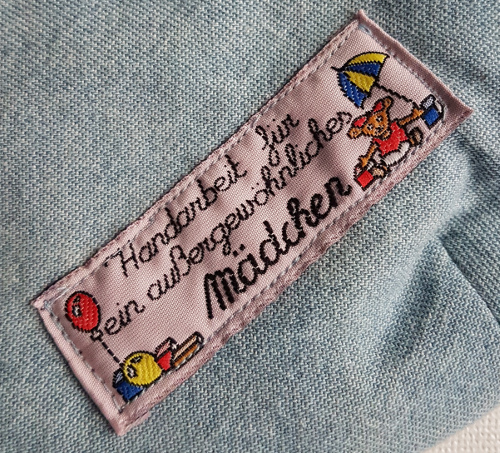 Handarbeit für
ein außergewöhnliches
Mädchen